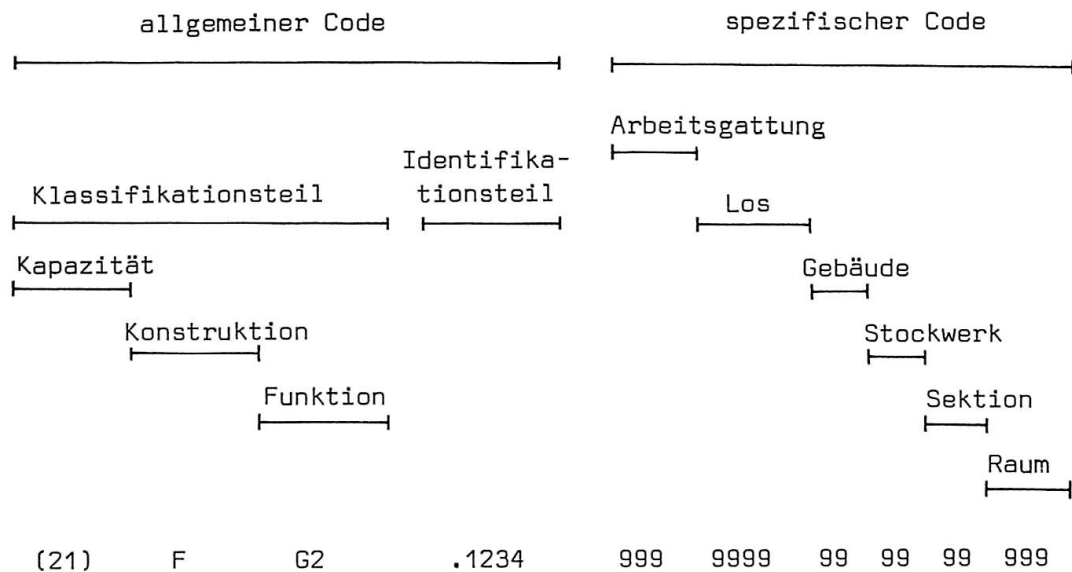 allgemeiner Code
spezifischer Code
Arbeitsgattung
Identifika-
tionsteil
Klassifikationsteil
Los
Kapazität
Gebäude
Konstruktion
Stockwerk
Funktion
Sektion
Raum
(21) F G2 .1234 999 9999 99 99 99 999